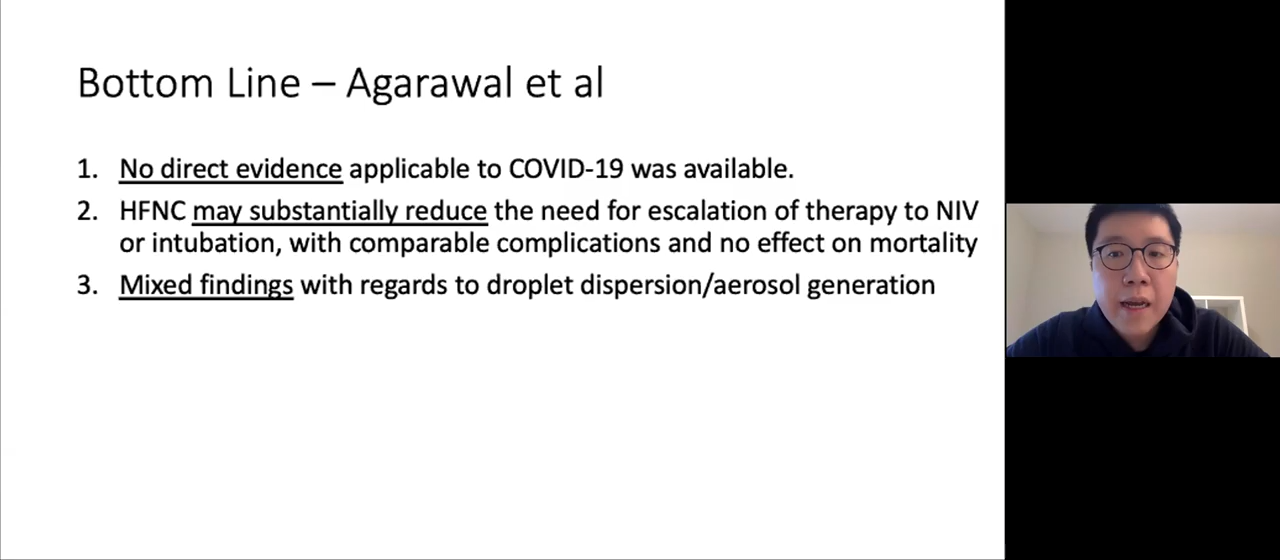 Bottom Line – Agarawal et al
1. No direct evidence applicable to COVID-19 was available.
2. HFNC may substantially reduce the need for escalation of therapy to NIV
or intubation, with comparable complications and no effect on mortality
3. Mixed findings with regards to droplet dispersion/aerosol generation